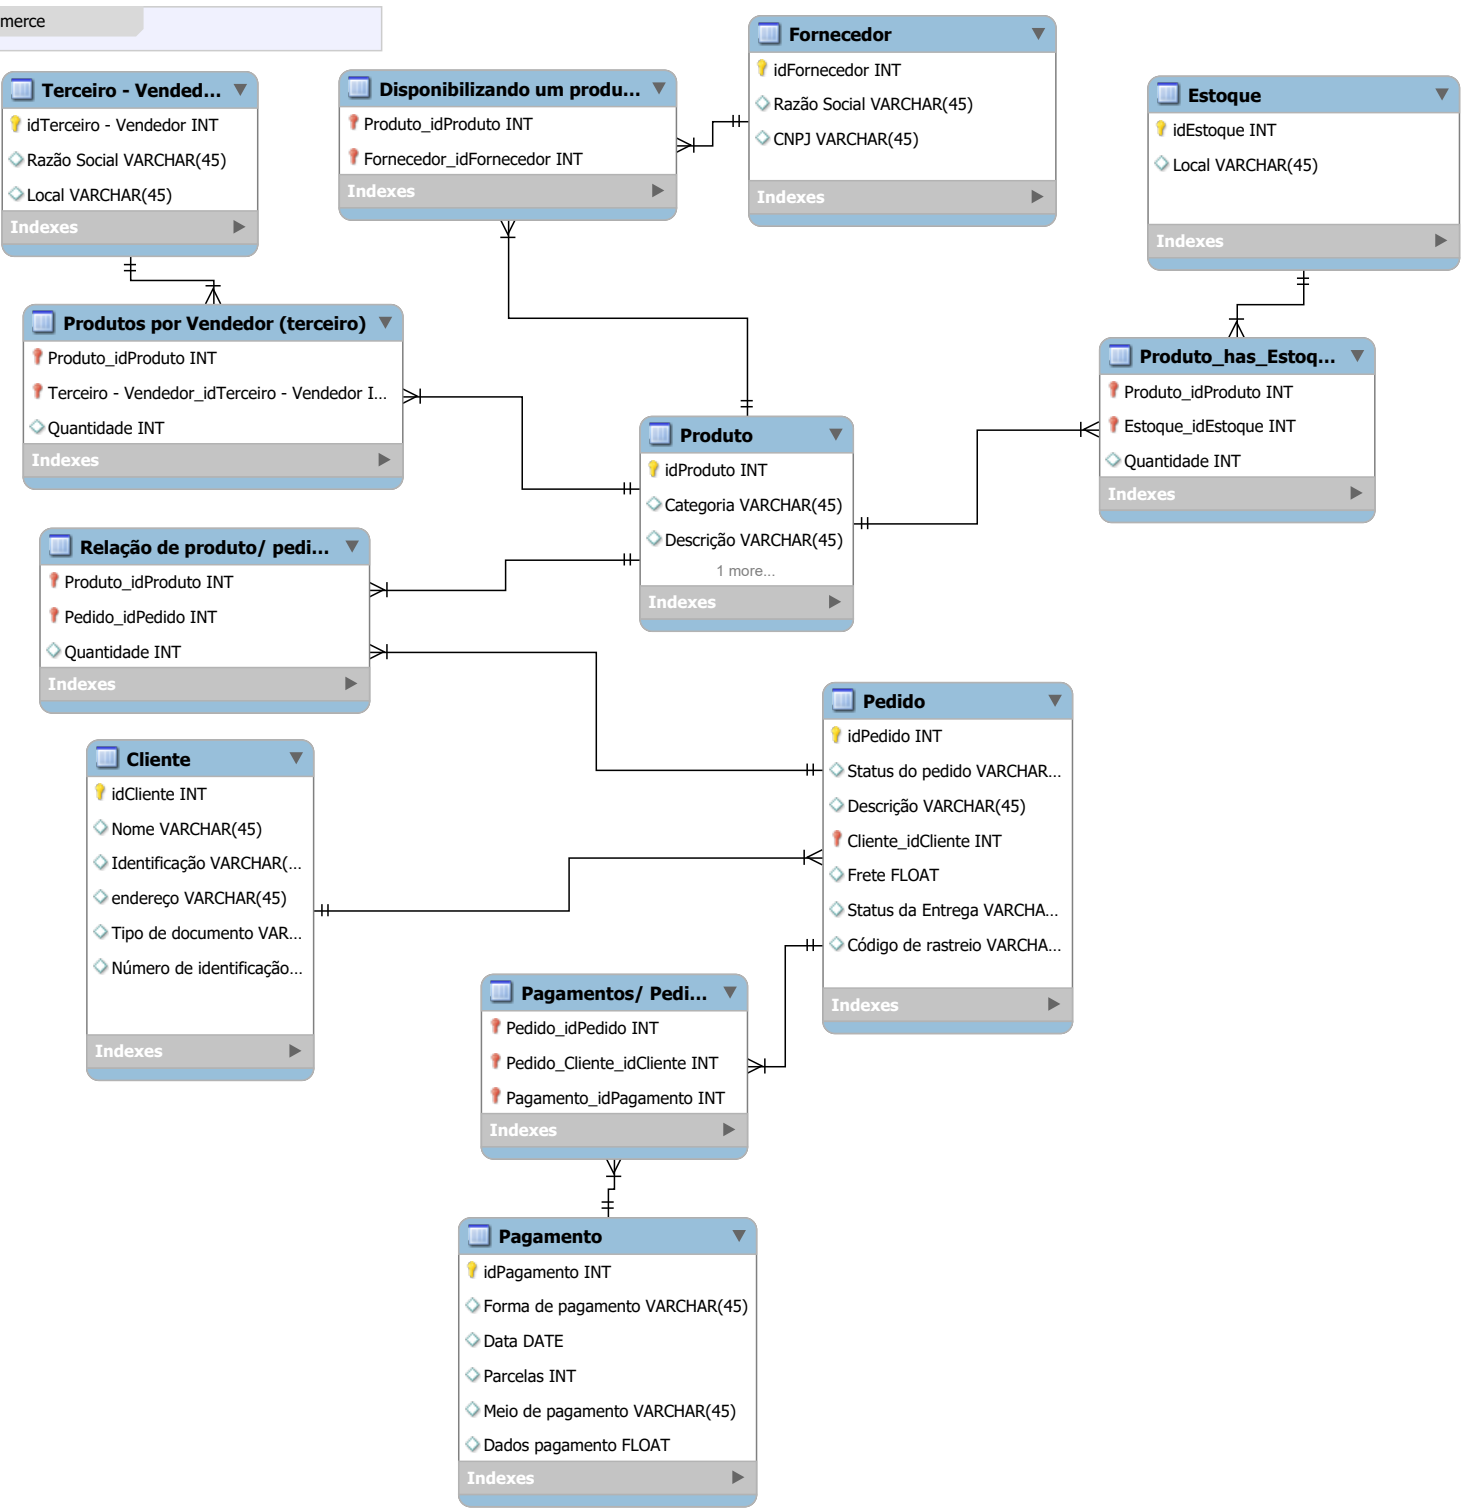 merce
Terceiro - Vended...
idTerceiro - Vendedor INT
Razão Social VARCHAR(45)
Local VARCHAR(45)
Indexes
Disponibilizando um produ...
Produto_idProduto INT
Fornecedor_idFornecedor INT
Indexes
Fornecedor
idFornecedor INT
Razão Social VARCHAR(45)
CNPJ VARCHAR(45)
Indexes
Estoque
idEstoque INT
Local VARCHAR(45)
Indexes
Produtos por Vendedor (terceiro)
Produto_idProduto INT
Terceiro - Vendedor_idTerceiro - Vendedor I...
Quantidade INT
Indexes
Produto_has_Estoq...
Produto_idProduto INT
Estoque_idEstoque INT
Quantidade INT
Indexes
Produto
idProduto INT
Categoria VARCHAR(45)
Descrição VARCHAR(45)
1 more...
Indexes
Relação de produto/ pedi...
Produto_idProduto INT
Pedido_idPedido INT
Quantidade INT
Indexes
Pedido
idPedido INT
Status do pedido VARCHAR...
Descrição VARCHAR(45)
Cliente_idCliente INT
Frete FLOAT
Status da Entrega VARCHA...
Código de rastreio VARCHA...
Indexes
Cliente
idCliente INT
Nome VARCHAR(45)
Identificação VARCHAR(...
endereço VARCHAR(45)
Tipo de documento VAR...
Número de identificação...
Indexes
Pagamentos/ Pedi...
Pedido_idPedido INT
Pedido_Cliente_idCliente INT
Pagamento_idPagamento INT
Indexes
Pagamento
idPagamento INT
Forma de pagamento VARCHAR(45)
Data DATE
Parcelas INT
Meio de pagamento VARCHAR(45)
Dados pagamento FLOAT
Indexes